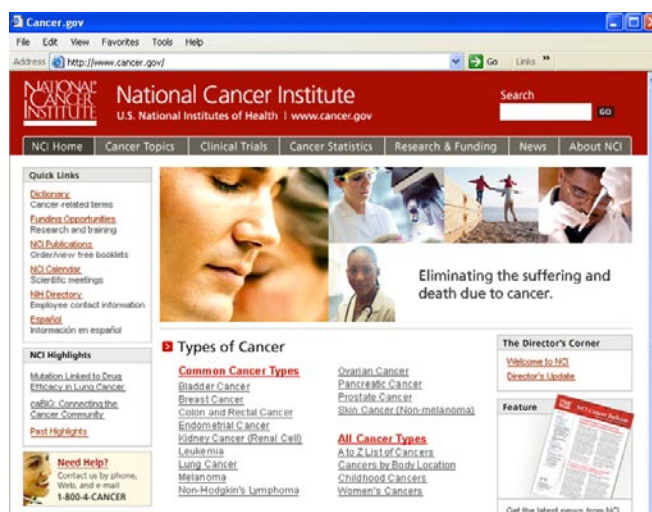 Cancer.gov
File Edit View Favorites Tools Help
Address http://www.cancer.gov/ Go Links »
NATIONAL
CANCER
INSTITUTE
National Cancer Institute
U.S. National Institutes of Health | www.cancer.gov
Search
GO
NCI Home Cancer Topics Clinical Trials Cancer Statistics Research & Funding News About NCI
Quick Links
Dictionary
Cancer-related terms
Funding Opportunities
Research and training
NCI Publications
Order/view free booklets
NCI Calendar
Scientific meetings
NIH Directory
Employee contact information
Español
Información en español
NCI Highlights
Mutation Linked to Drug
Efficacy in Lung Cancer
caBIG: Connecting the
Cancer Community
Past Highlights
Need Help?
Contact us by phone,
Web, and e-mail
1-800-4-CANCER
Eliminating the suffering and
death due to cancer.
Types of Cancer
Common Cancer Types
Bladder Cancer
Breast Cancer
Colon and Rectal Cancer
Endometrial Cancer
Kidney Cancer (Renal Cell)
Leukemia
Lung Cancer
Melanoma
Non-Hodgkin's Lymphoma
Ovarian Cancer
Pancreatic Cancer
Prostate Cancer
Skin Cancer (Non-melanoma)
All Cancer Types
A to Z List of Cancers
Cancers by Body Location
Childhood Cancers
Women's Cancers
The Director's Corner
Welcome to NCI
Director's Update
Feature
NCI Cancer Bulletin
Get the latest news from NCI